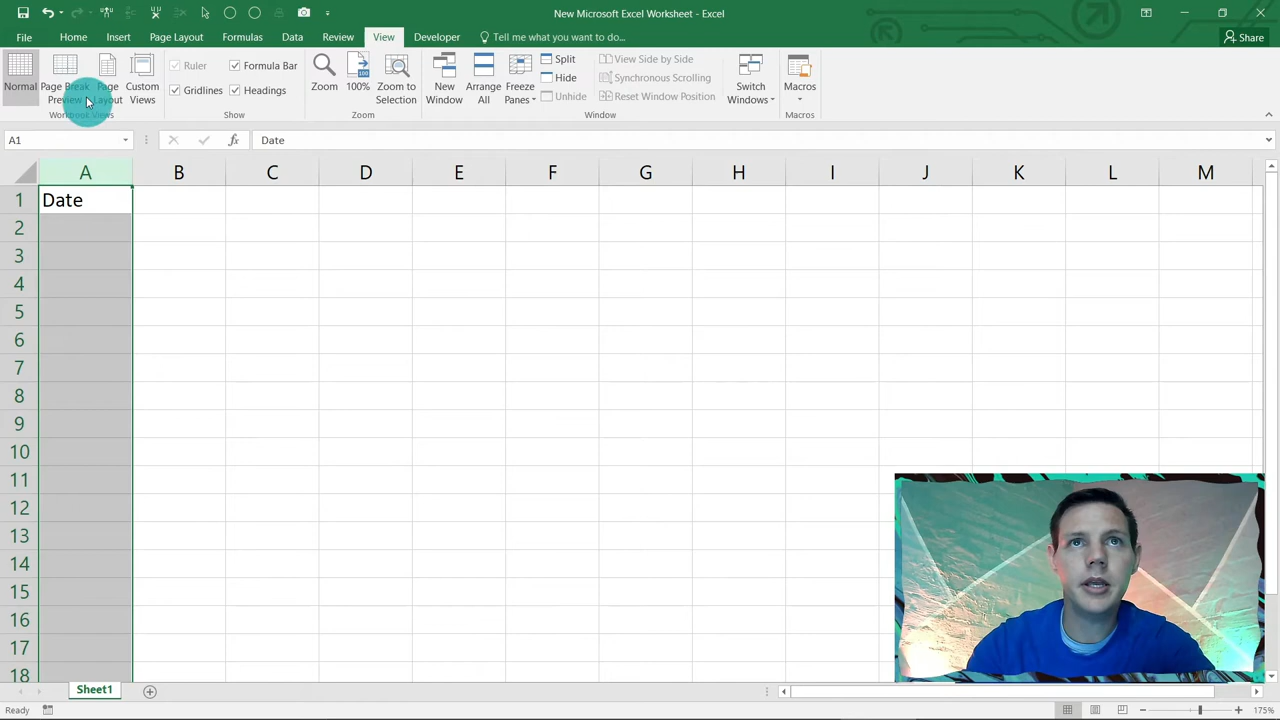 New Microsoft Excel Worksheet - Excel
File Home Insert Page Layout Formulas Data Review View Developer Tell me what you want to do... Share
Normal
Page Break
Preview
Page
Layout
Custom
Views
Workbook Views
Ruler
Formula Bar
Gridlines
Headings
Show
Zoom
100
100%
Zoom to
Selection
Zoom
New
Window
Arrange
All
Freeze
Panes
Split
Hide
Unhide
View Side by Side
Synchronous Scrolling
Reset Window Position
Window
Switch
Windows
Macros
Macros
A1 fx Date
A B C D E F G H I J K L M
1 Date
2
3
4
5
6
7
8
9
10
11
12
13
14
15
16
17
18
Sheet1
Ready 175%